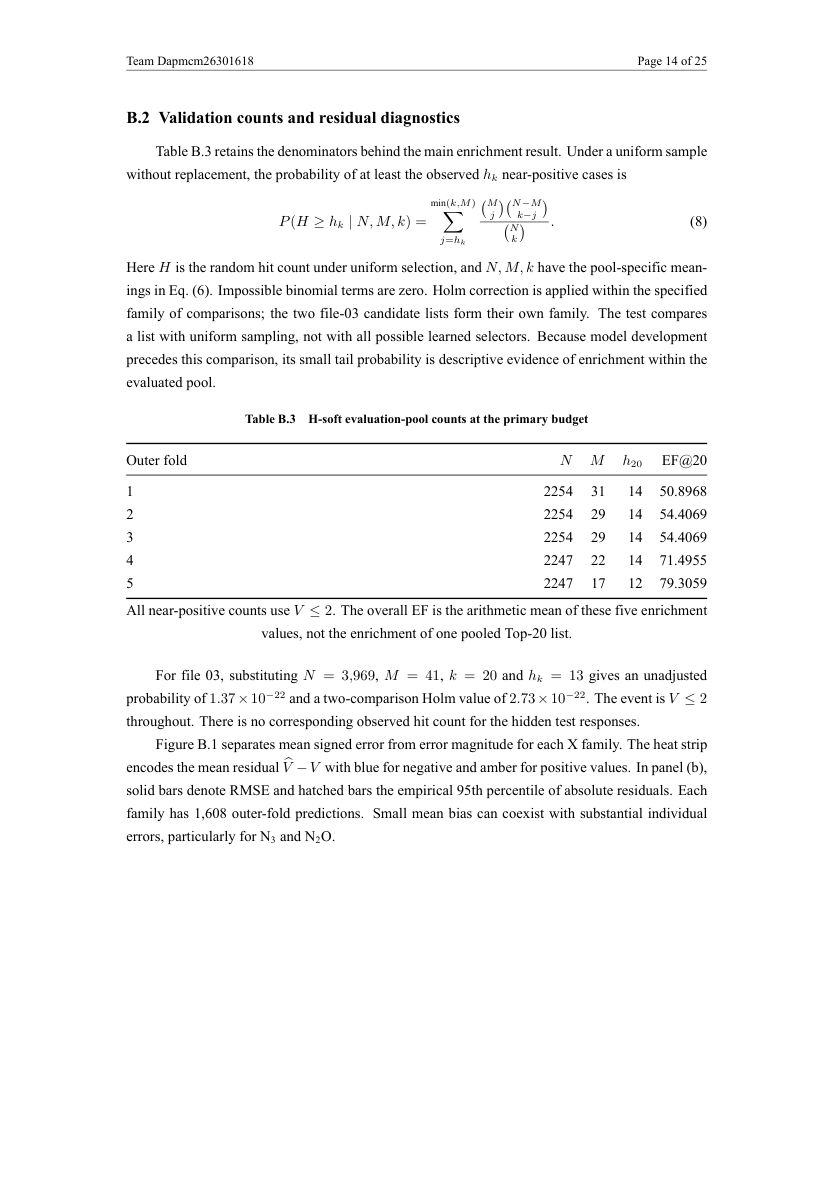 Team Dapmcm26301618 Page 14 of 25
B.2 Validation counts and residual diagnostics
Table B.3 retains the denominators behind the main enrichment result. Under a uniform sample
without replacement, the probability of at least the observed h_k near-positive cases is
P(H ≥ h_k | N, M, k) = \sum_{j=h_k}^{min(k,M)} \frac{\binom{M}{j}\binom{N−M}{k−j}}{\binom{N}{k}}. (8)
Here H is the random hit count under uniform selection, and N, M, k have the pool-specific mean-
ings in Eq. (6). Impossible binomial terms are zero. Holm correction is applied within the specified
family of comparisons; the two file-03 candidate lists form their own family. The test compares
a list with uniform sampling, not with all possible learned selectors. Because model development
precedes this comparison, its small tail probability is descriptive evidence of enrichment within the
evaluated pool.
Table B.3 H-soft evaluation-pool counts at the primary budget
Outer fold N M h₂₀ EF@20
1 2254 31 14 50.8968
2 2254 29 14 54.4069
3 2254 29 14 54.4069
4 2247 22 14 71.4955
5 2247 17 12 79.3059
All near-positive counts use V ≤ 2. The overall EF is the arithmetic mean of these five enrichment
values, not the enrichment of one pooled Top-20 list.
For file 03, substituting N = 3,969, M = 41, k = 20 and h_k = 13 gives an unadjusted
probability of 1.37 × 10⁻²² and a two-comparison Holm value of 2.73 × 10⁻²². The event is V ≤ 2
throughout. There is no corresponding observed hit count for the hidden test responses.
Figure B.1 separates mean signed error from error magnitude for each X family. The heat strip
encodes the mean residual V̂ − V with blue for negative and amber for positive values. In panel (b),
solid bars denote RMSE and hatched bars the empirical 95th percentile of absolute residuals. Each
family has 1,608 outer-fold predictions. Small mean bias can coexist with substantial individual
errors, particularly for N₃ and N₂O.